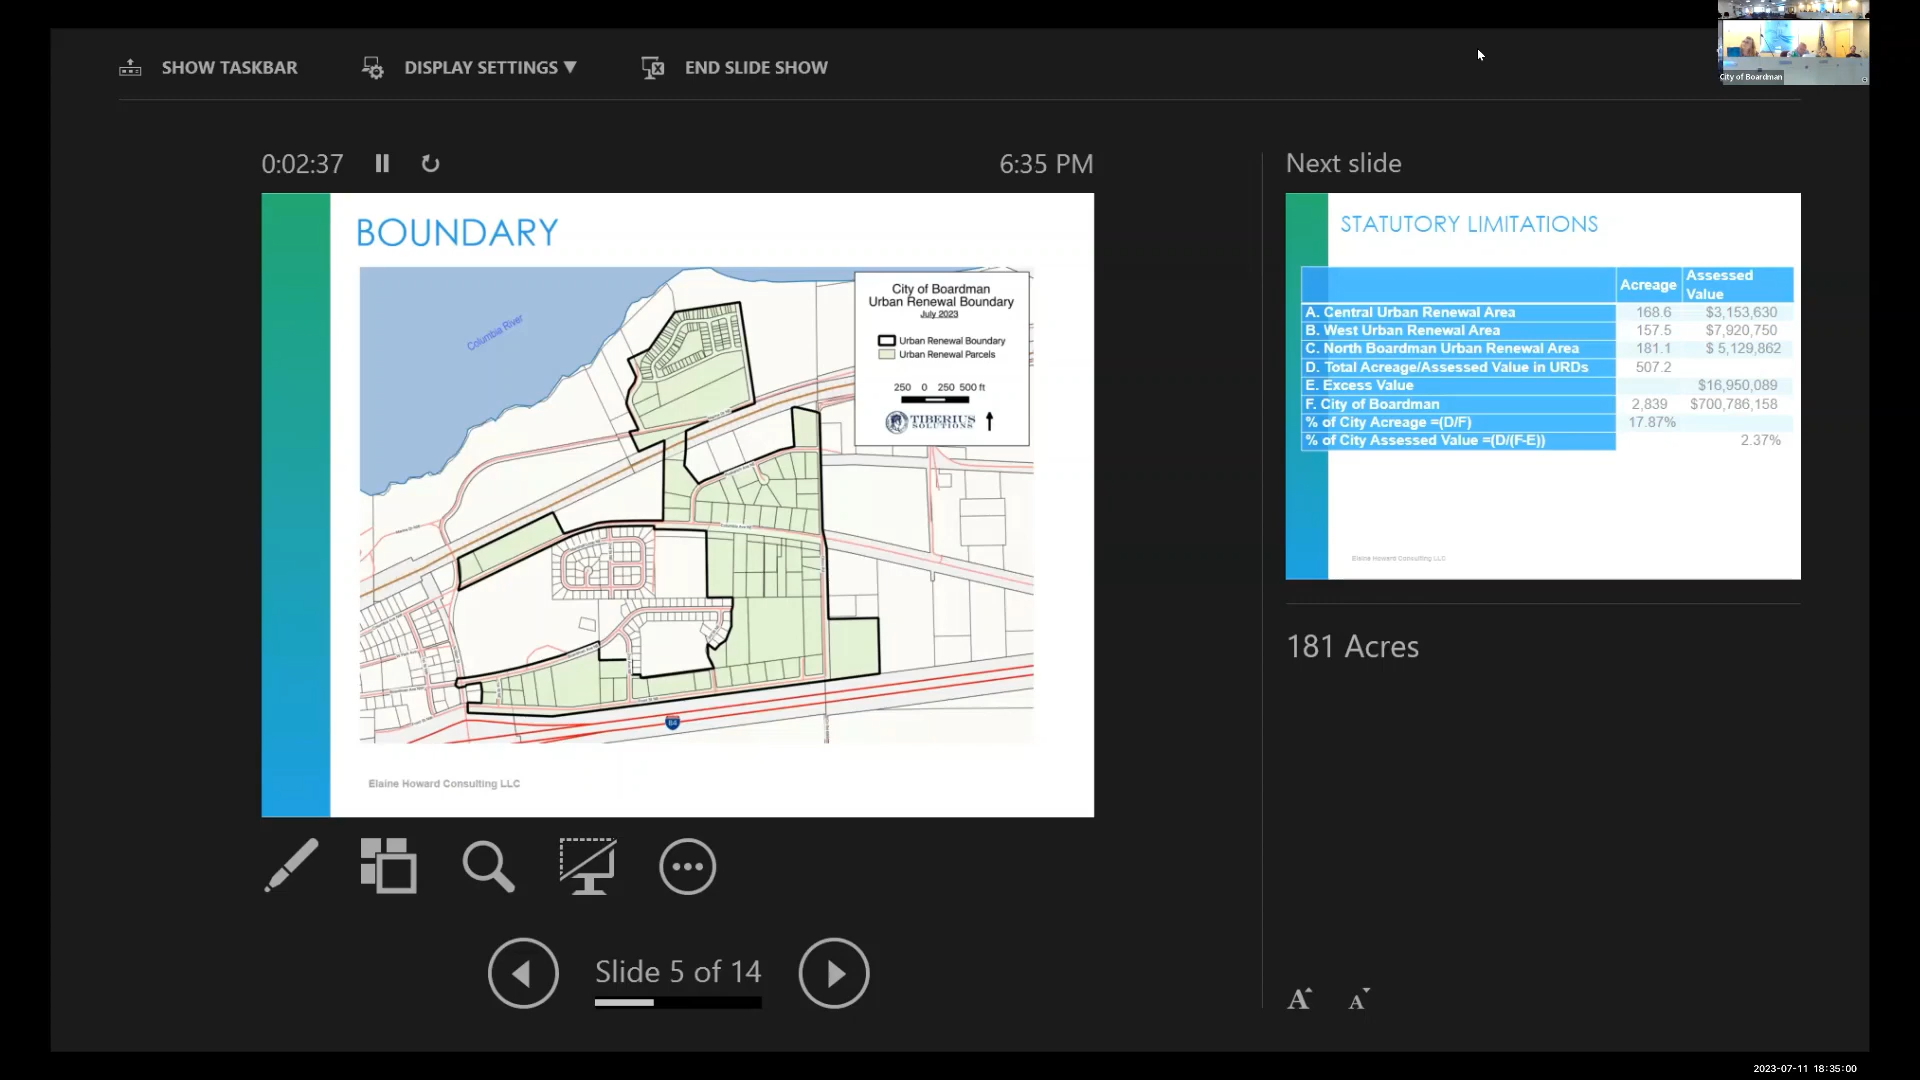 City of Boardman
SHOW TASKBAR
DISPLAY SETTINGS ▼
END SLIDE SHOW
0:02:37
6:35 PM
BOUNDARY
Columbia River
City of Boardman
Urban Renewal Boundary
July 2023
Urban Renewal Boundary
Urban Renewal Parcels
250 0 250 500 ft
TIBERIUS
SOLUTIONS
84
Elaine Howard Consulting LLC
Slide 5 of 14
Next slide
STATUTORY LIMITATIONS
Acreage Assessed Value
A. Central Urban Renewal Area 168.6 $3,153,630
B. West Urban Renewal Area 157.5 $7,920,750
C. North Boardman Urban Renewal Area 181.1 $ 5,129,862
D. Total Acreage/Assessed Value in URDs 507.2
E. Excess Value $16,950,089
F. City of Boardman 2,839 $700,786,158
% of City Acreage =(D/F) 17.87%
% of City Assessed Value =(D/(F-E)) 2.37%
Elaine Howard Consulting LLC
181 Acres
A A
2023-07-11 18:35:00